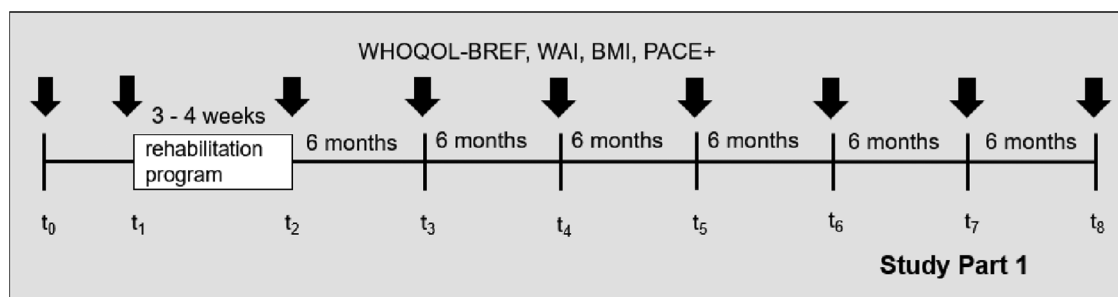 WHOQOL-BREF, WAI, BMI, PACE+
3 - 4 weeks
rehabilitation
program
6 months 6 months 6 months 6 months 6 months 6 months
t0 t1 t2 t3 t4 t5 t6 t7 t8
Study Part 1